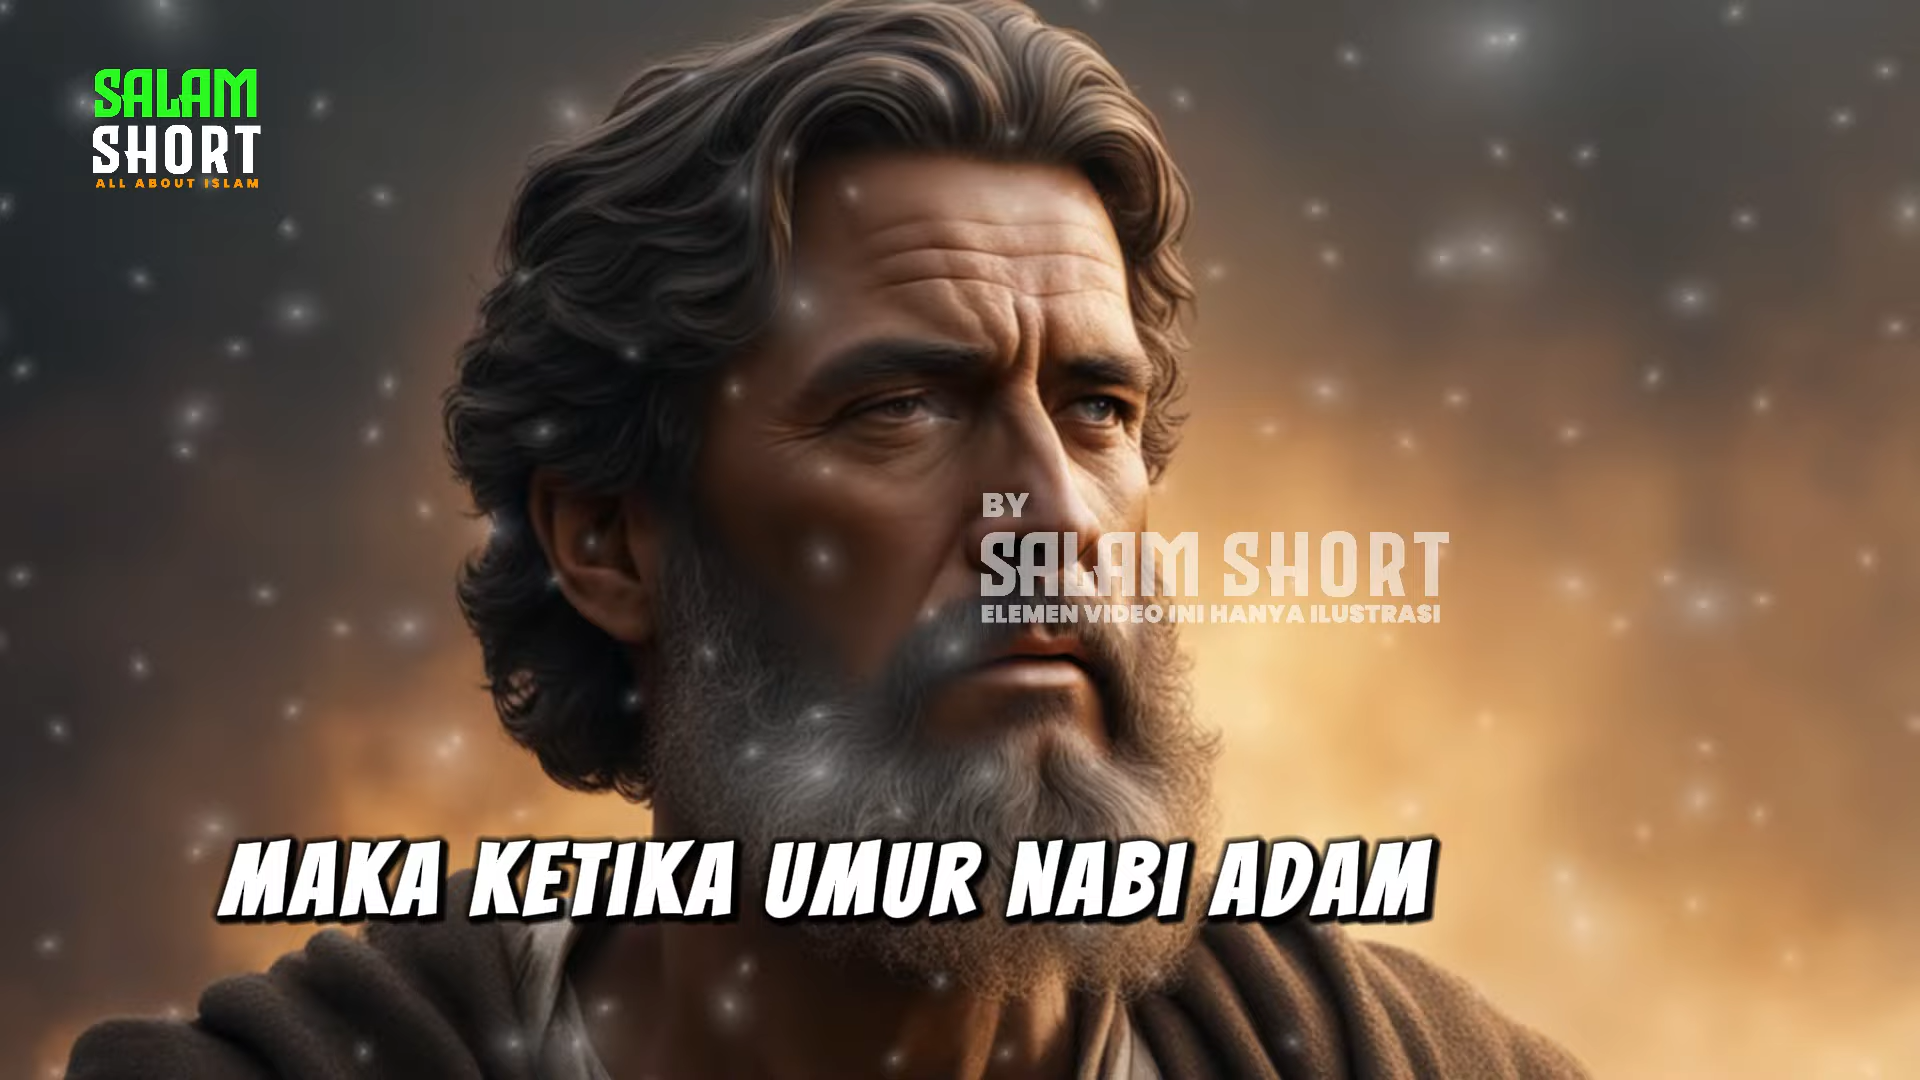 SALAM
SHORT
ALL ABOUT ISLAM
BY
SALAM SHORT
ELEMEN VIDEO INI HANYA ILUSTRASI
MAKA KETIKA UMUR NABI ADAM